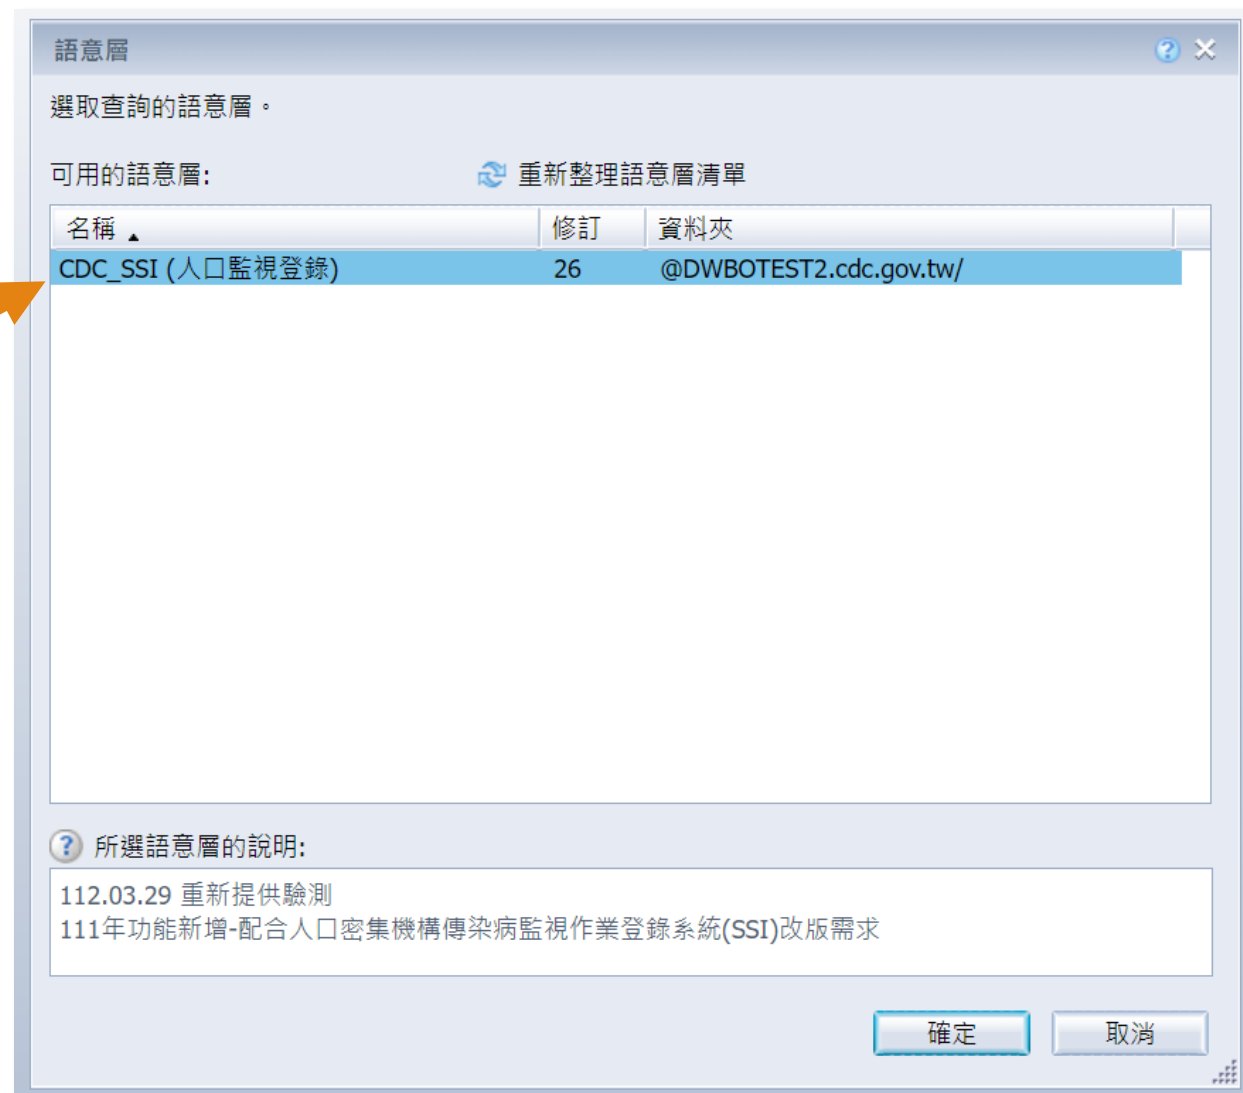 語意層
選取查詢的語意層。
可用的語意層: 重新整理語意層清單
名稱 修訂 資料夾
CDC_SSI (人口監視登錄) 26 @DWBOTEST2.cdc.gov.tw/
所選語意層的說明:
112.03.29 重新提供驗測
111年功能新增-配合人口密集機構傳染病監視作業登錄系統(SSI)改版需求
確定 取消